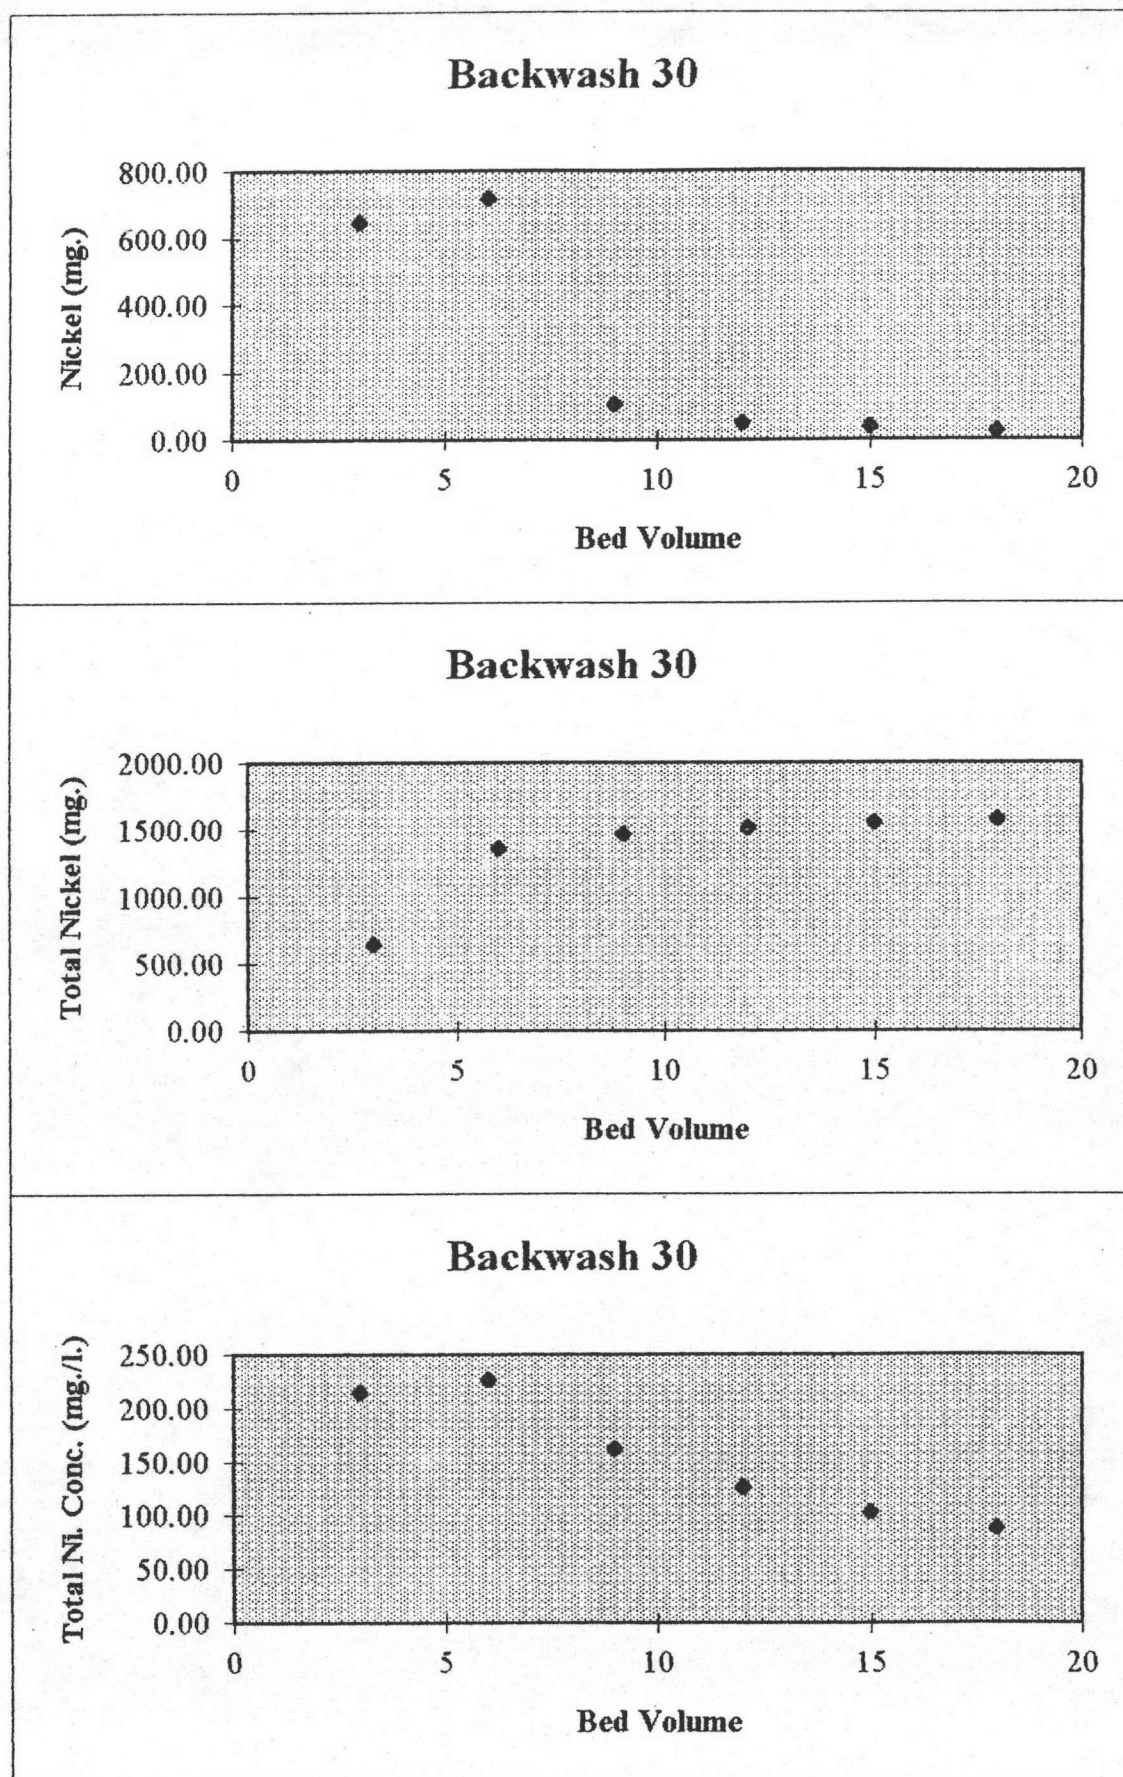 Backwash 30
800.00
600.00
400.00
200.00
0.00
Nickel (mg.)
0 5 10 15 20
Bed Volume
Backwash 30
2000.00
1500.00
1000.00
500.00
0.00
Total Nickel (mg.)
0 5 10 15 20
Bed Volume
Backwash 30
250.00
200.00
150.00
100.00
50.00
0.00
Total Ni. Conc. (mg./l.)
0 5 10 15 20
Bed Volume